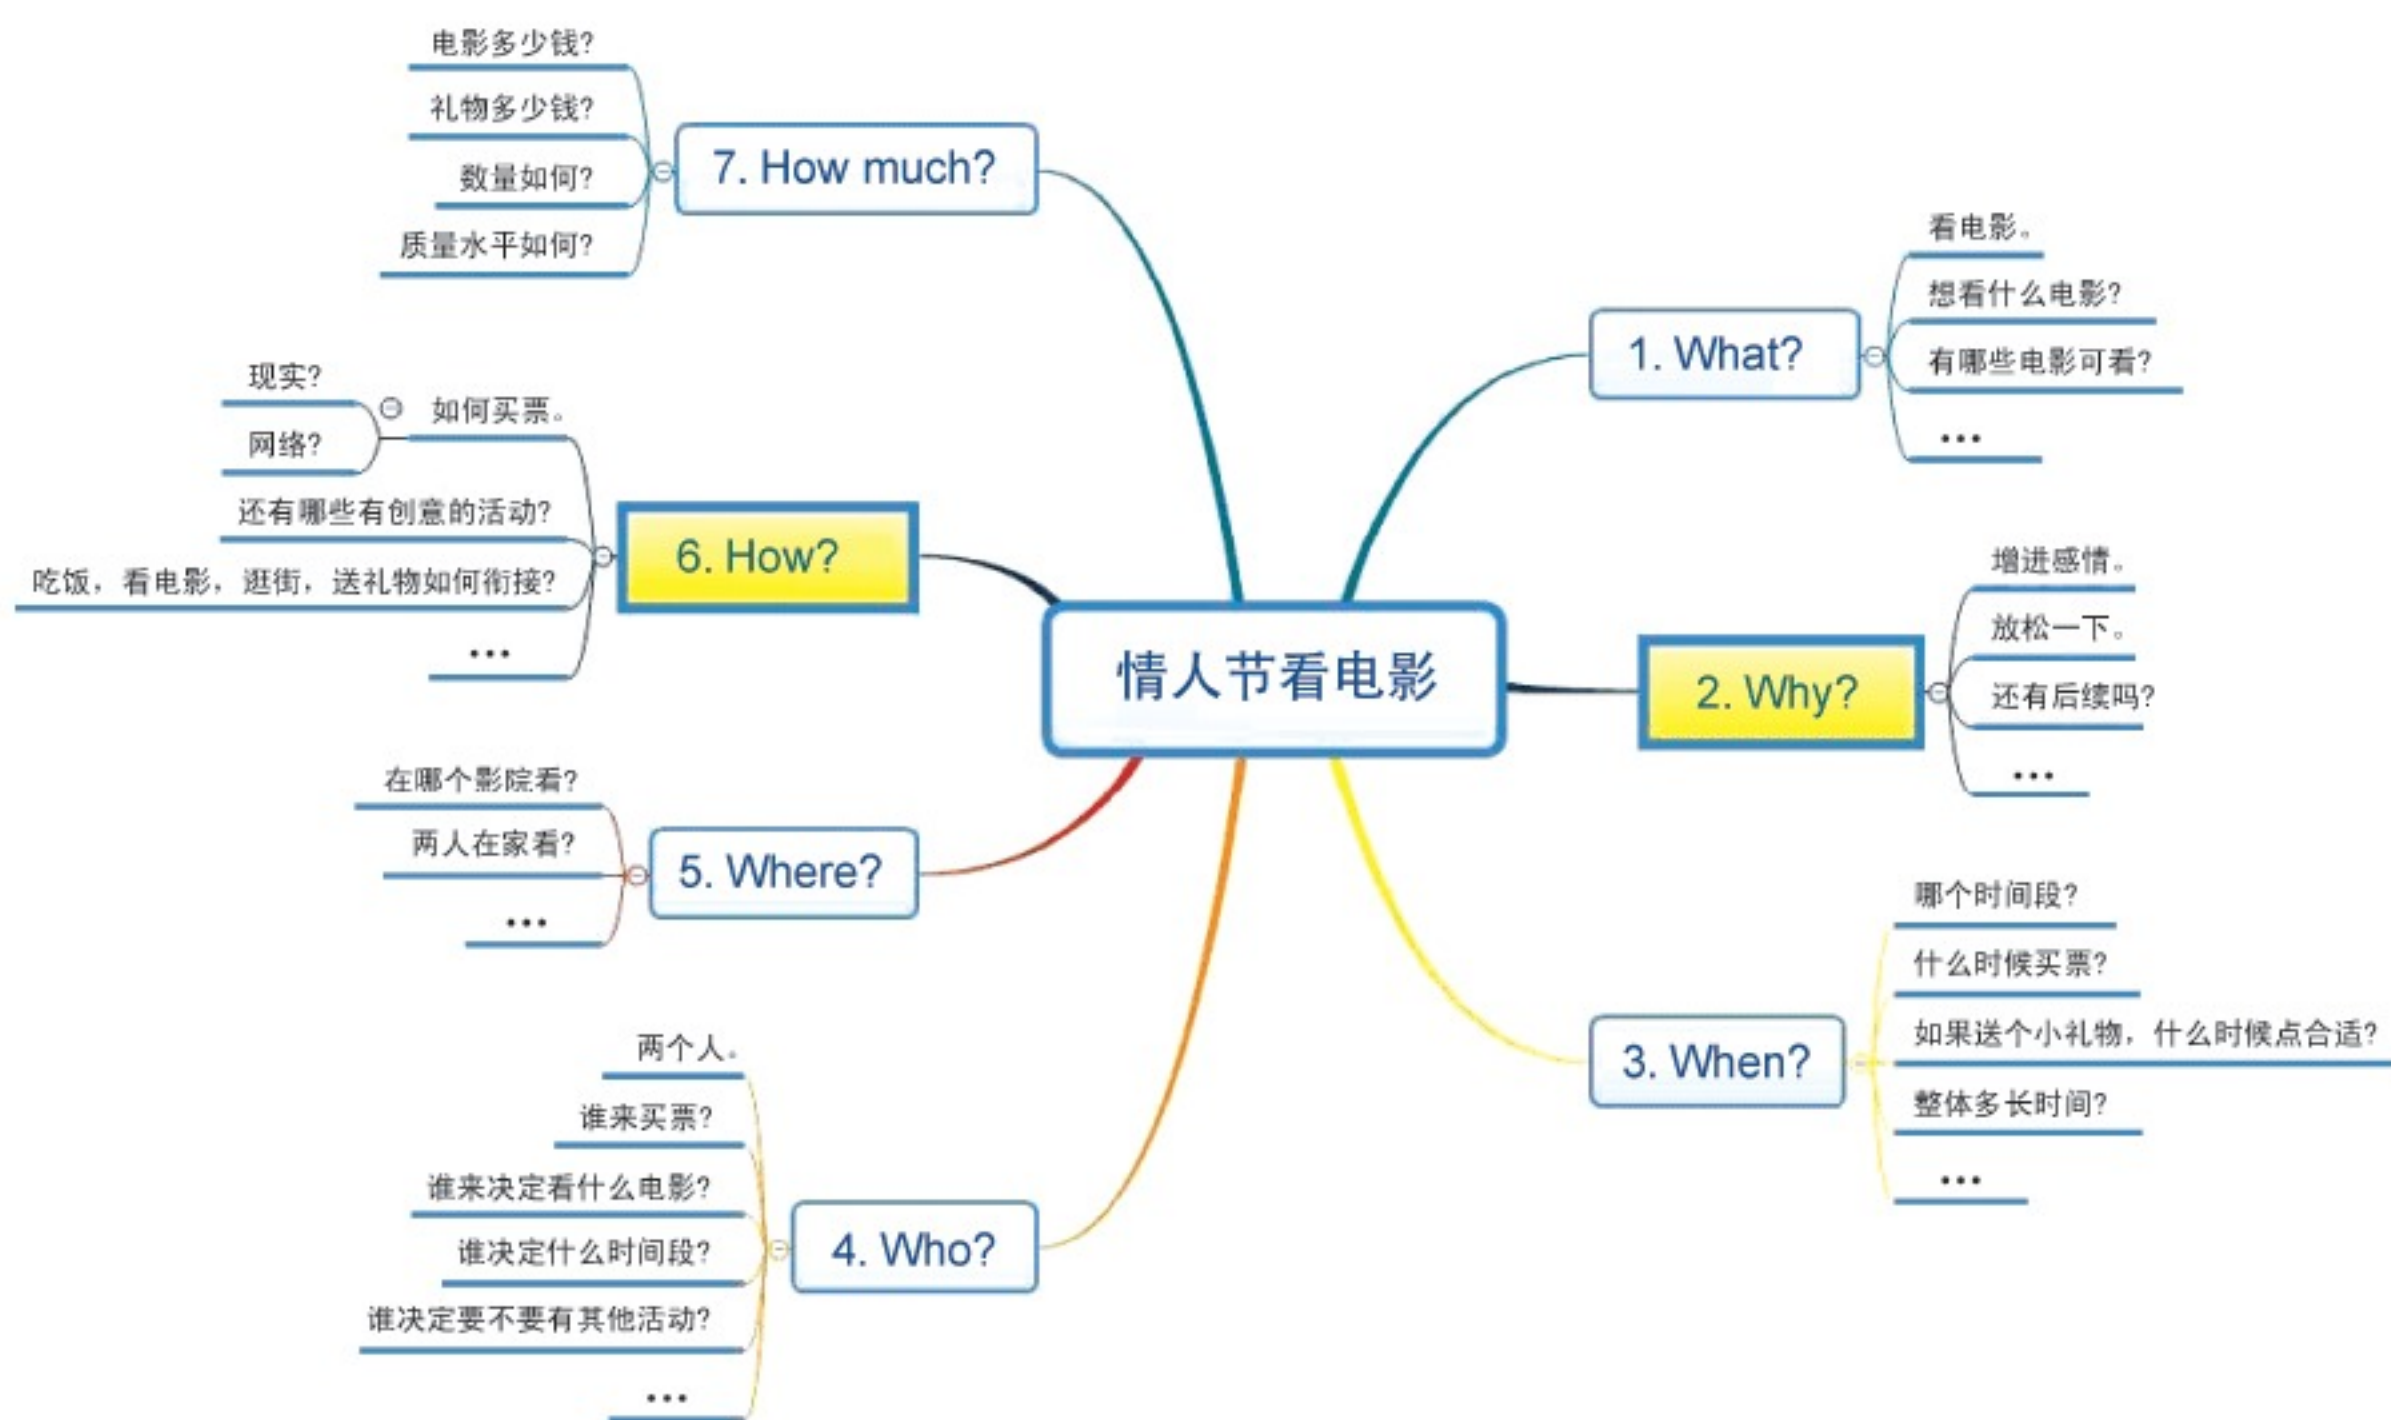 情人节看电影
1. What?
看电影。
想看什么电影?
有哪些电影可看?
...
2. Why?
增进感情。
放松一下。
还有后续吗?
...
3. When?
哪个时间段?
什么时候买票?
如果送个小礼物，什么时候点合适?
整体多长时间?
...
4. Who?
两个人。
谁来买票?
谁来决定看什么电影?
谁决定什么时间段?
谁决定要不要有其他活动?
...
5. Where?
在哪个影院看?
两人在家看?
...
6. How?
如何买票。
现实?
网络?
还有哪些有创意的活动?
吃饭，看电影，逛街，送礼物如何衔接?
...
7. How much?
电影多少钱?
礼物多少钱?
数量如何?
质量水平如何?